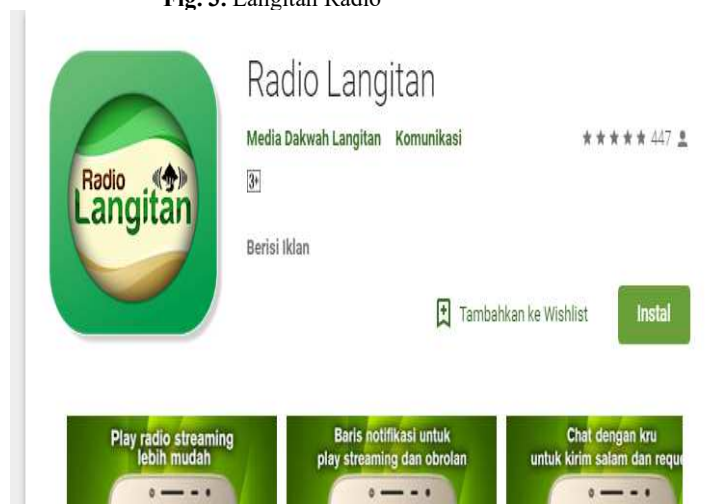 Fig. 3. Langitan Radio
Radio Langitan
Media Dakwah Langitan Komunikasi
★★★★★ 447
3+
Berisi Iklan
Radio
Langitan
Tambahkan ke Wishlist
Instal
Play radio streaming
lebih mudah
Baris notifikasi untuk
play streaming dan obrolan
Chat dengan kru
untuk kirim salam dan reque